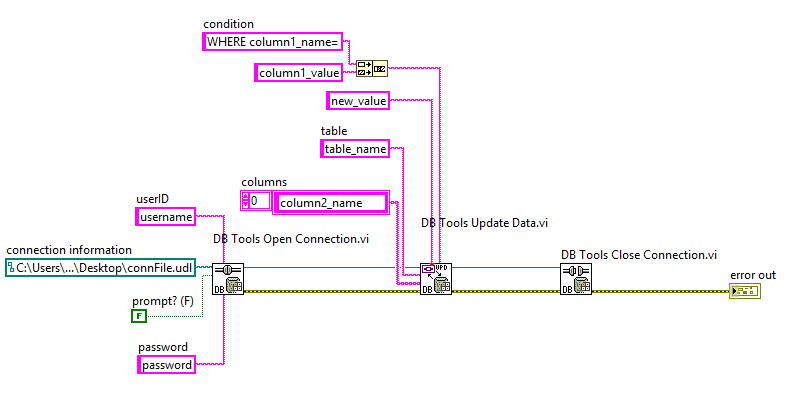 condition
WHERE column1_name=
column1_value
new_value
table
table_name
columns
0
column2_name
userID
username
DB Tools Open Connection.vi
DB Tools Update Data.vi
DB Tools Close Connection.vi
connection information
C:\Users\...\Desktop\connFile.udl
UPD
DB
DB
DB
error out
prompt? (F)
F
password
password